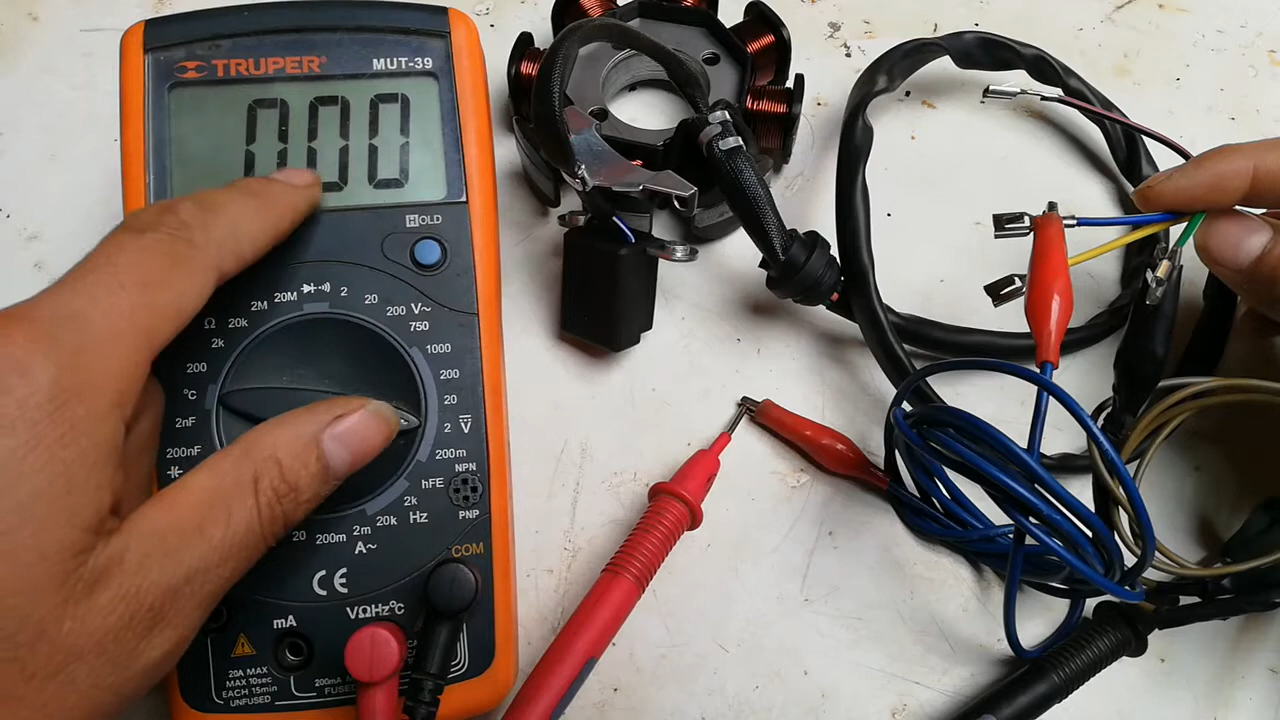 TRUPER®
MUT-39
000
HOLD
2M 20M 2 20
20k 200 V~
Ω 750
2k 1000
200 200
°C 20
2nF 2 V
200nF 200m
NPN
hFE
PNP
2k
20k Hz
20 200m 2m
A~
COM
CE
VΩHz°C
mA
20A MAX
MAX 10sec
EACH 15min
UNFUSED
200mA
FUSED